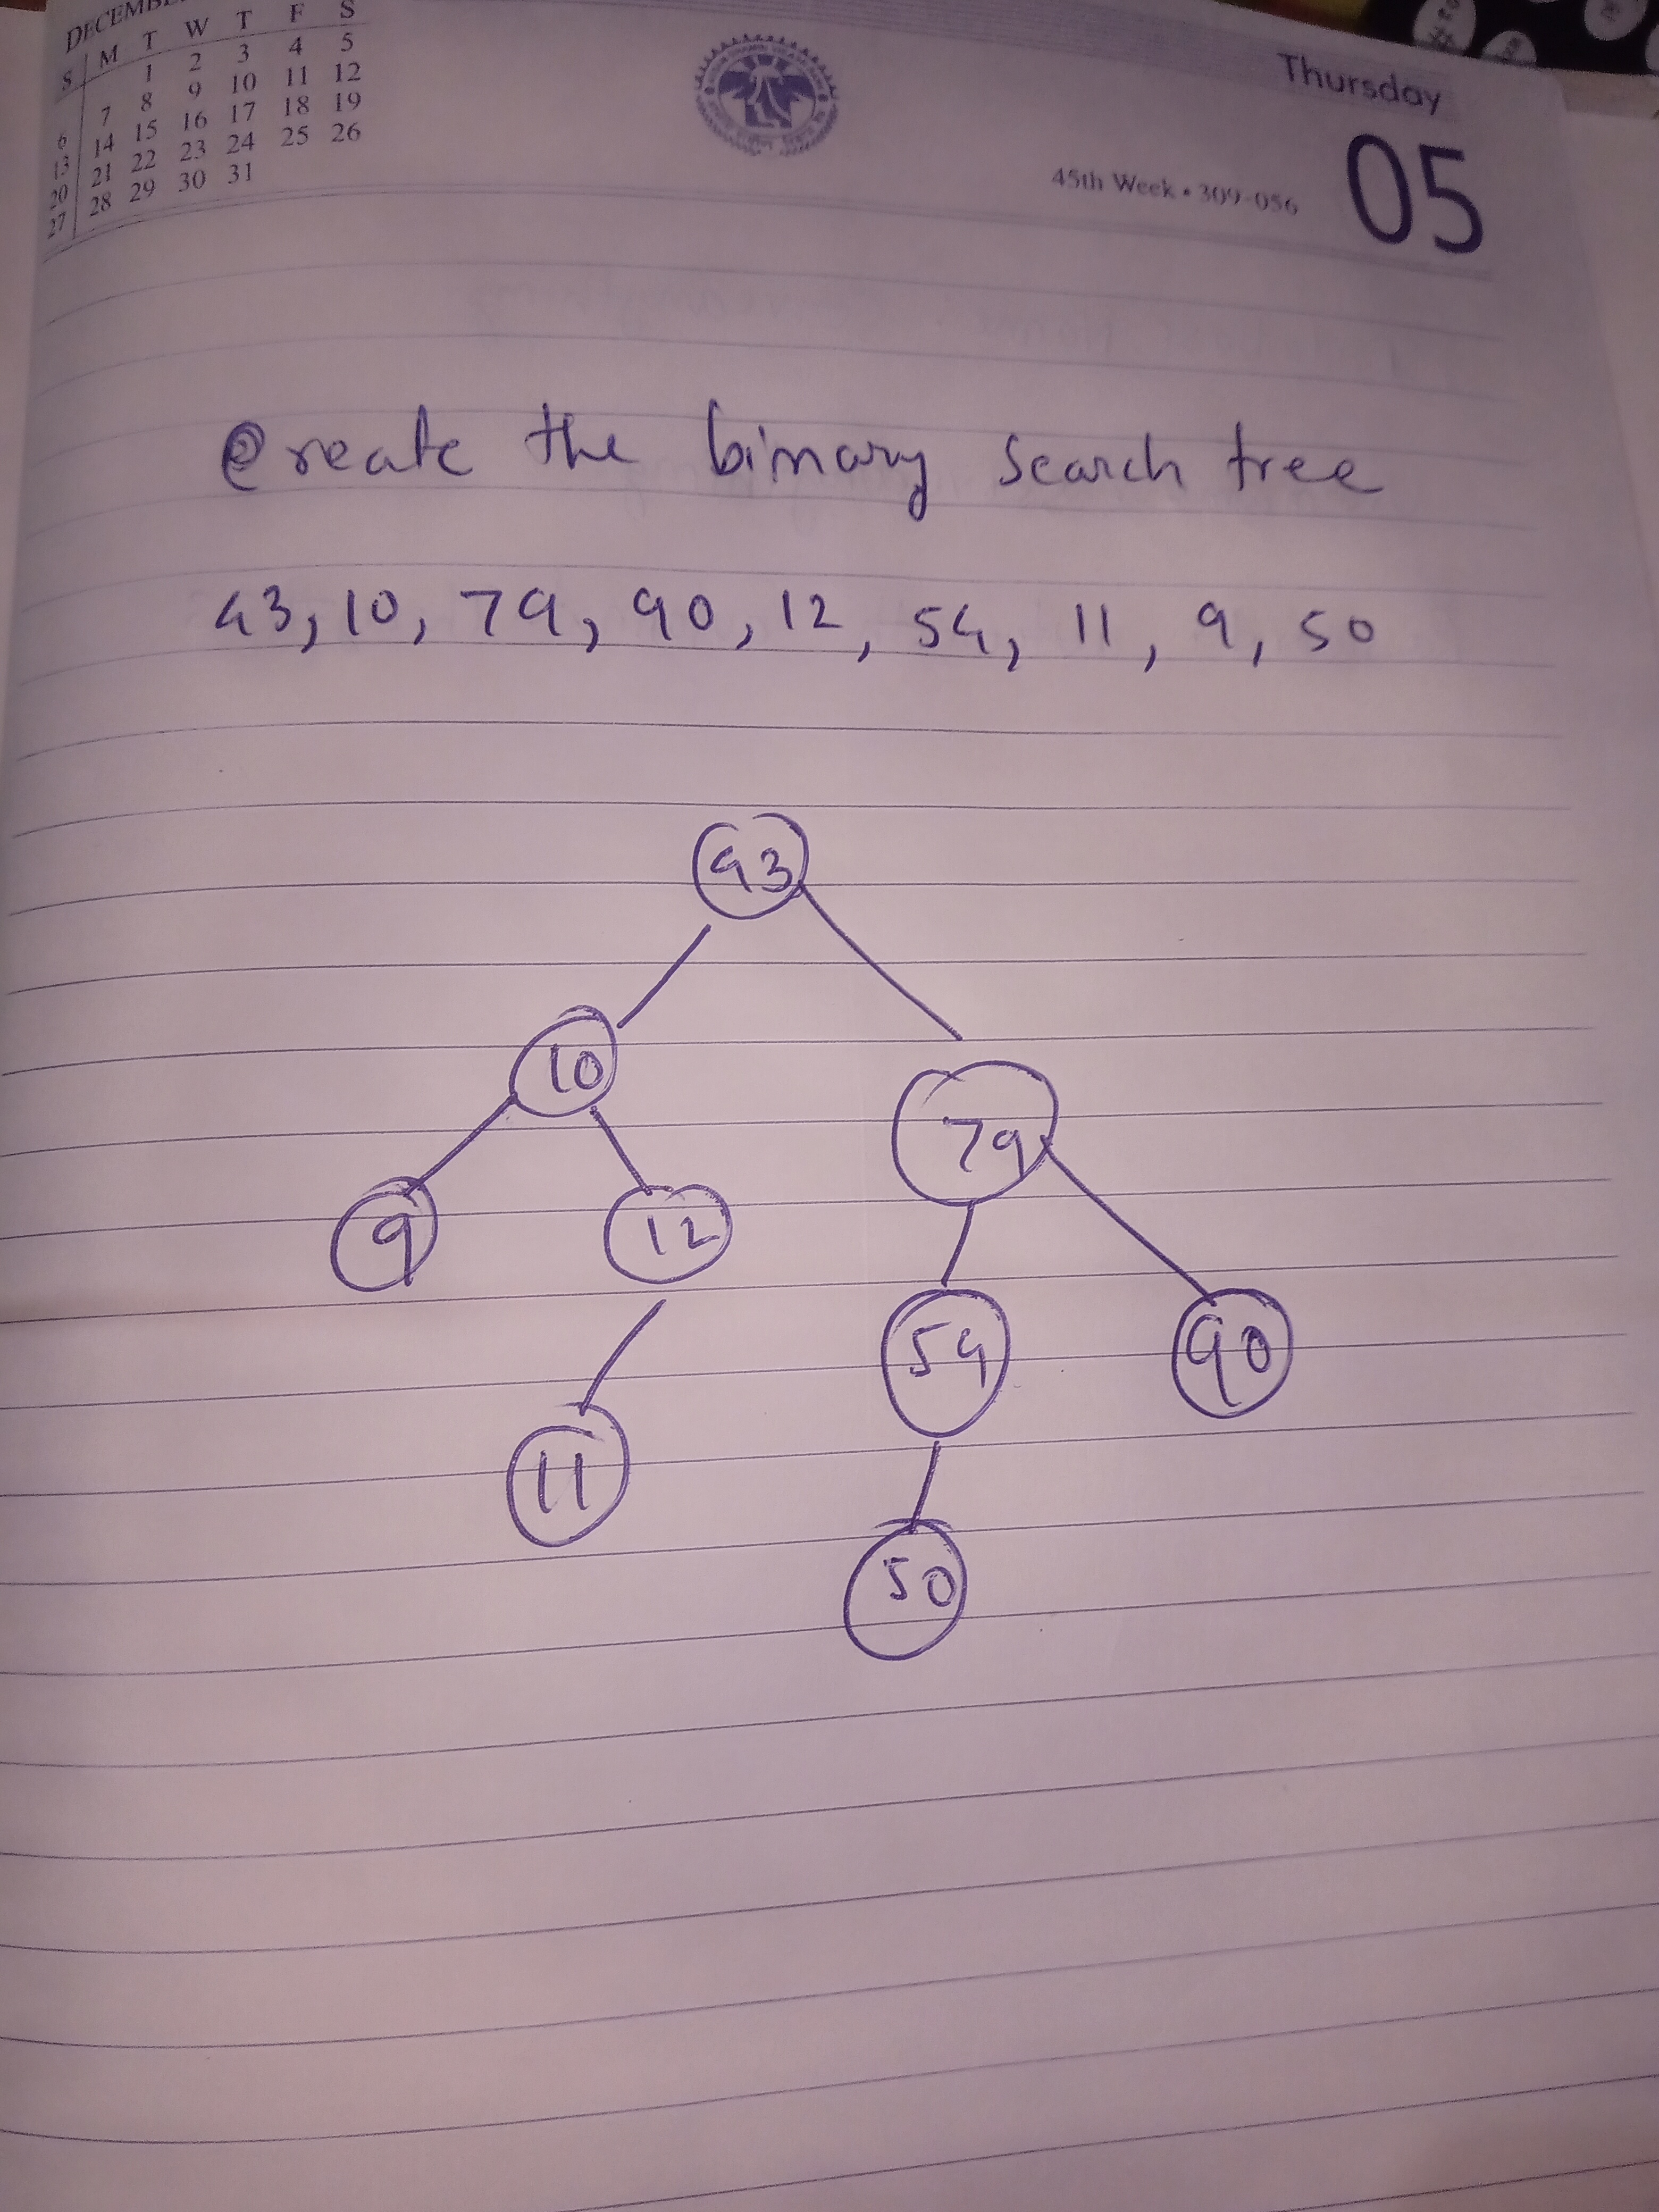 DECEMBE
S M T W T F S
1 2 3 4 5
6 7 8 9 10 11 12
13 14 15 16 17 18 19
20 21 22 23 24 25 26
27 28 29 30 31
Thursday
45th Week • 309-056
05
Create the binary search tree
43, 10, 79, 90, 12, 54, 11, 9, 50
43
10
79
9
12
54
90
11
50